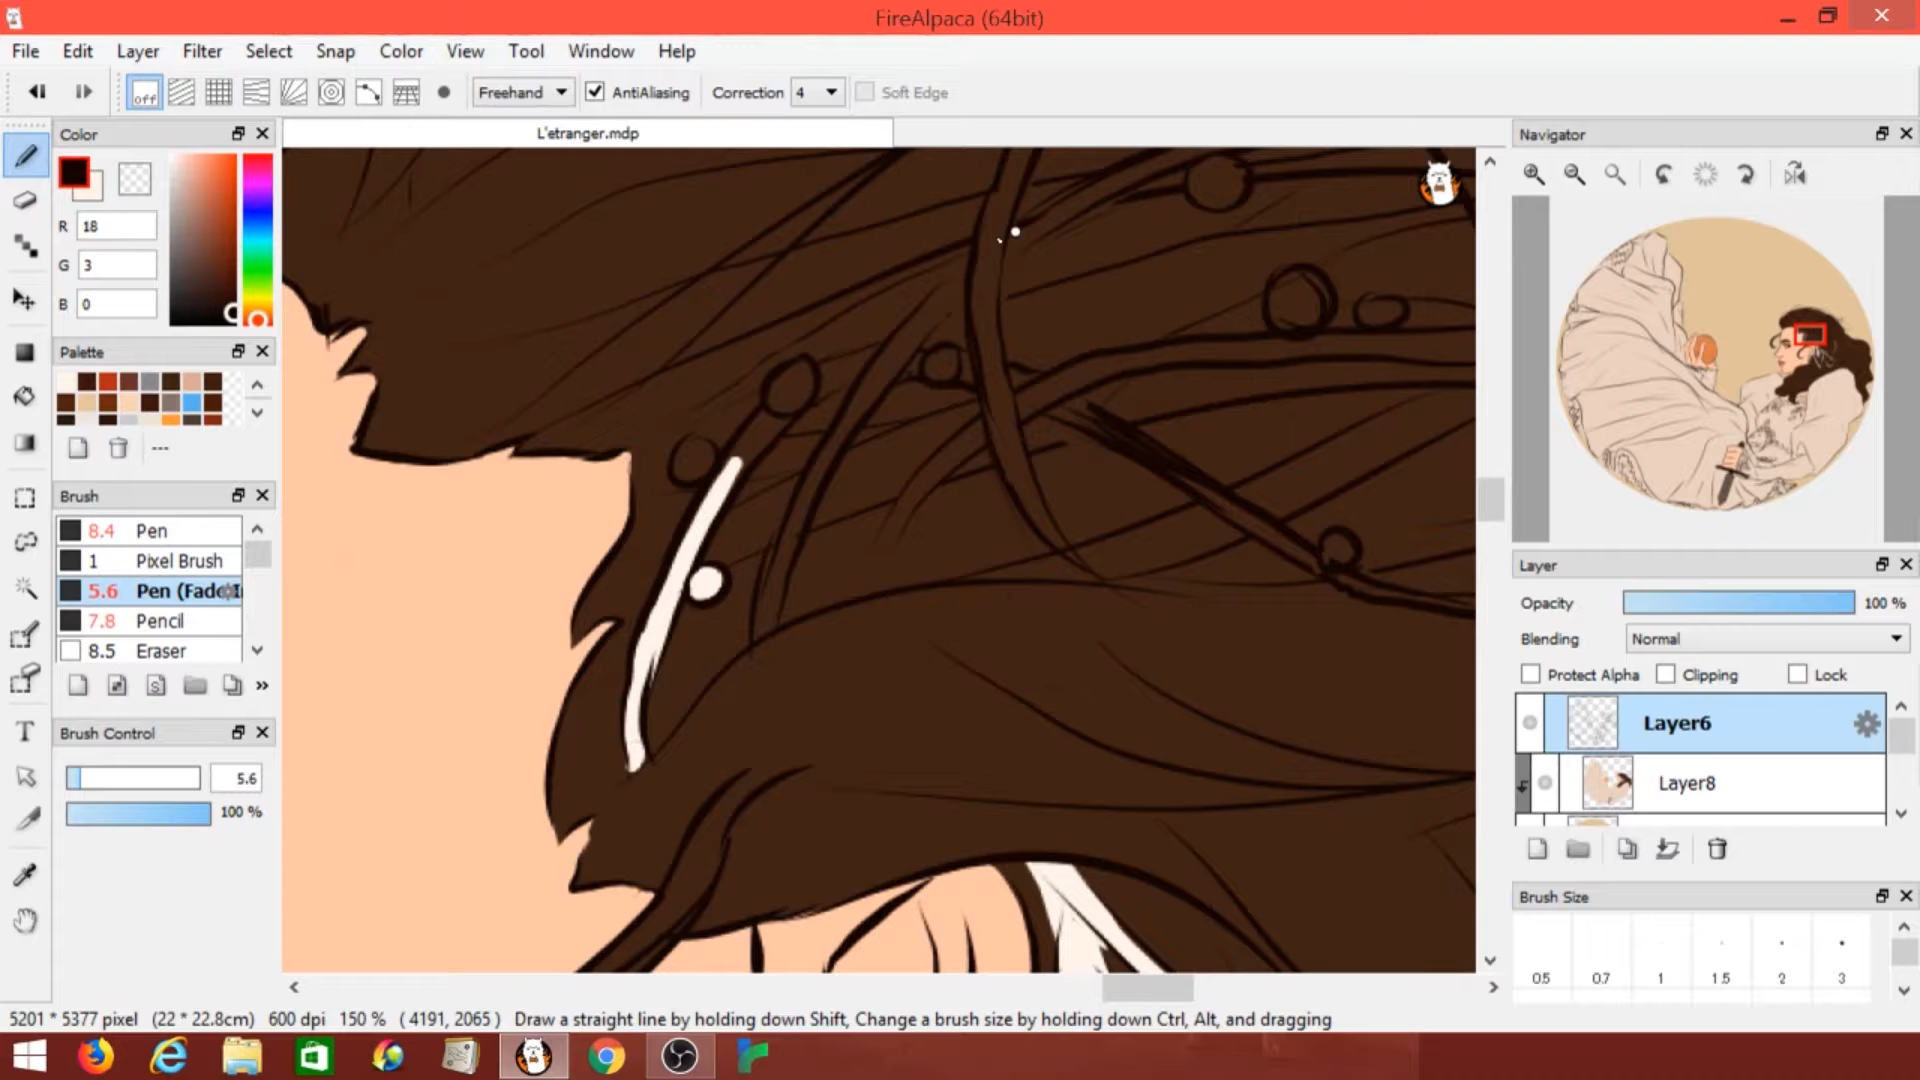 FireAlpaca (64bit)
File Edit Layer Filter Select Snap Color View Tool Window Help
off Freehand AntiAliasing Correction 4 Soft Edge
Color
L'etranger.mdp
Navigator
R 18
G 3
B 0
Palette
---
Brush
8.4 Pen
1 Pixel Brush
5.6 Pen (Fade
7.8 Pencil
8.5 Eraser
Brush Control
5.6
100 %
Layer
Opacity 100 %
Blending Normal
Protect Alpha Clipping Lock
Layer6
Layer8
Brush Size
0.5 0.7 1 1.5 2 3
5201 * 5377 pixel (22 * 22.8cm) 600 dpi 150 % ( 4191, 2065 ) Draw a straight line by holding down Shift, Change a brush size by holding down Ctrl, Alt, and dragging